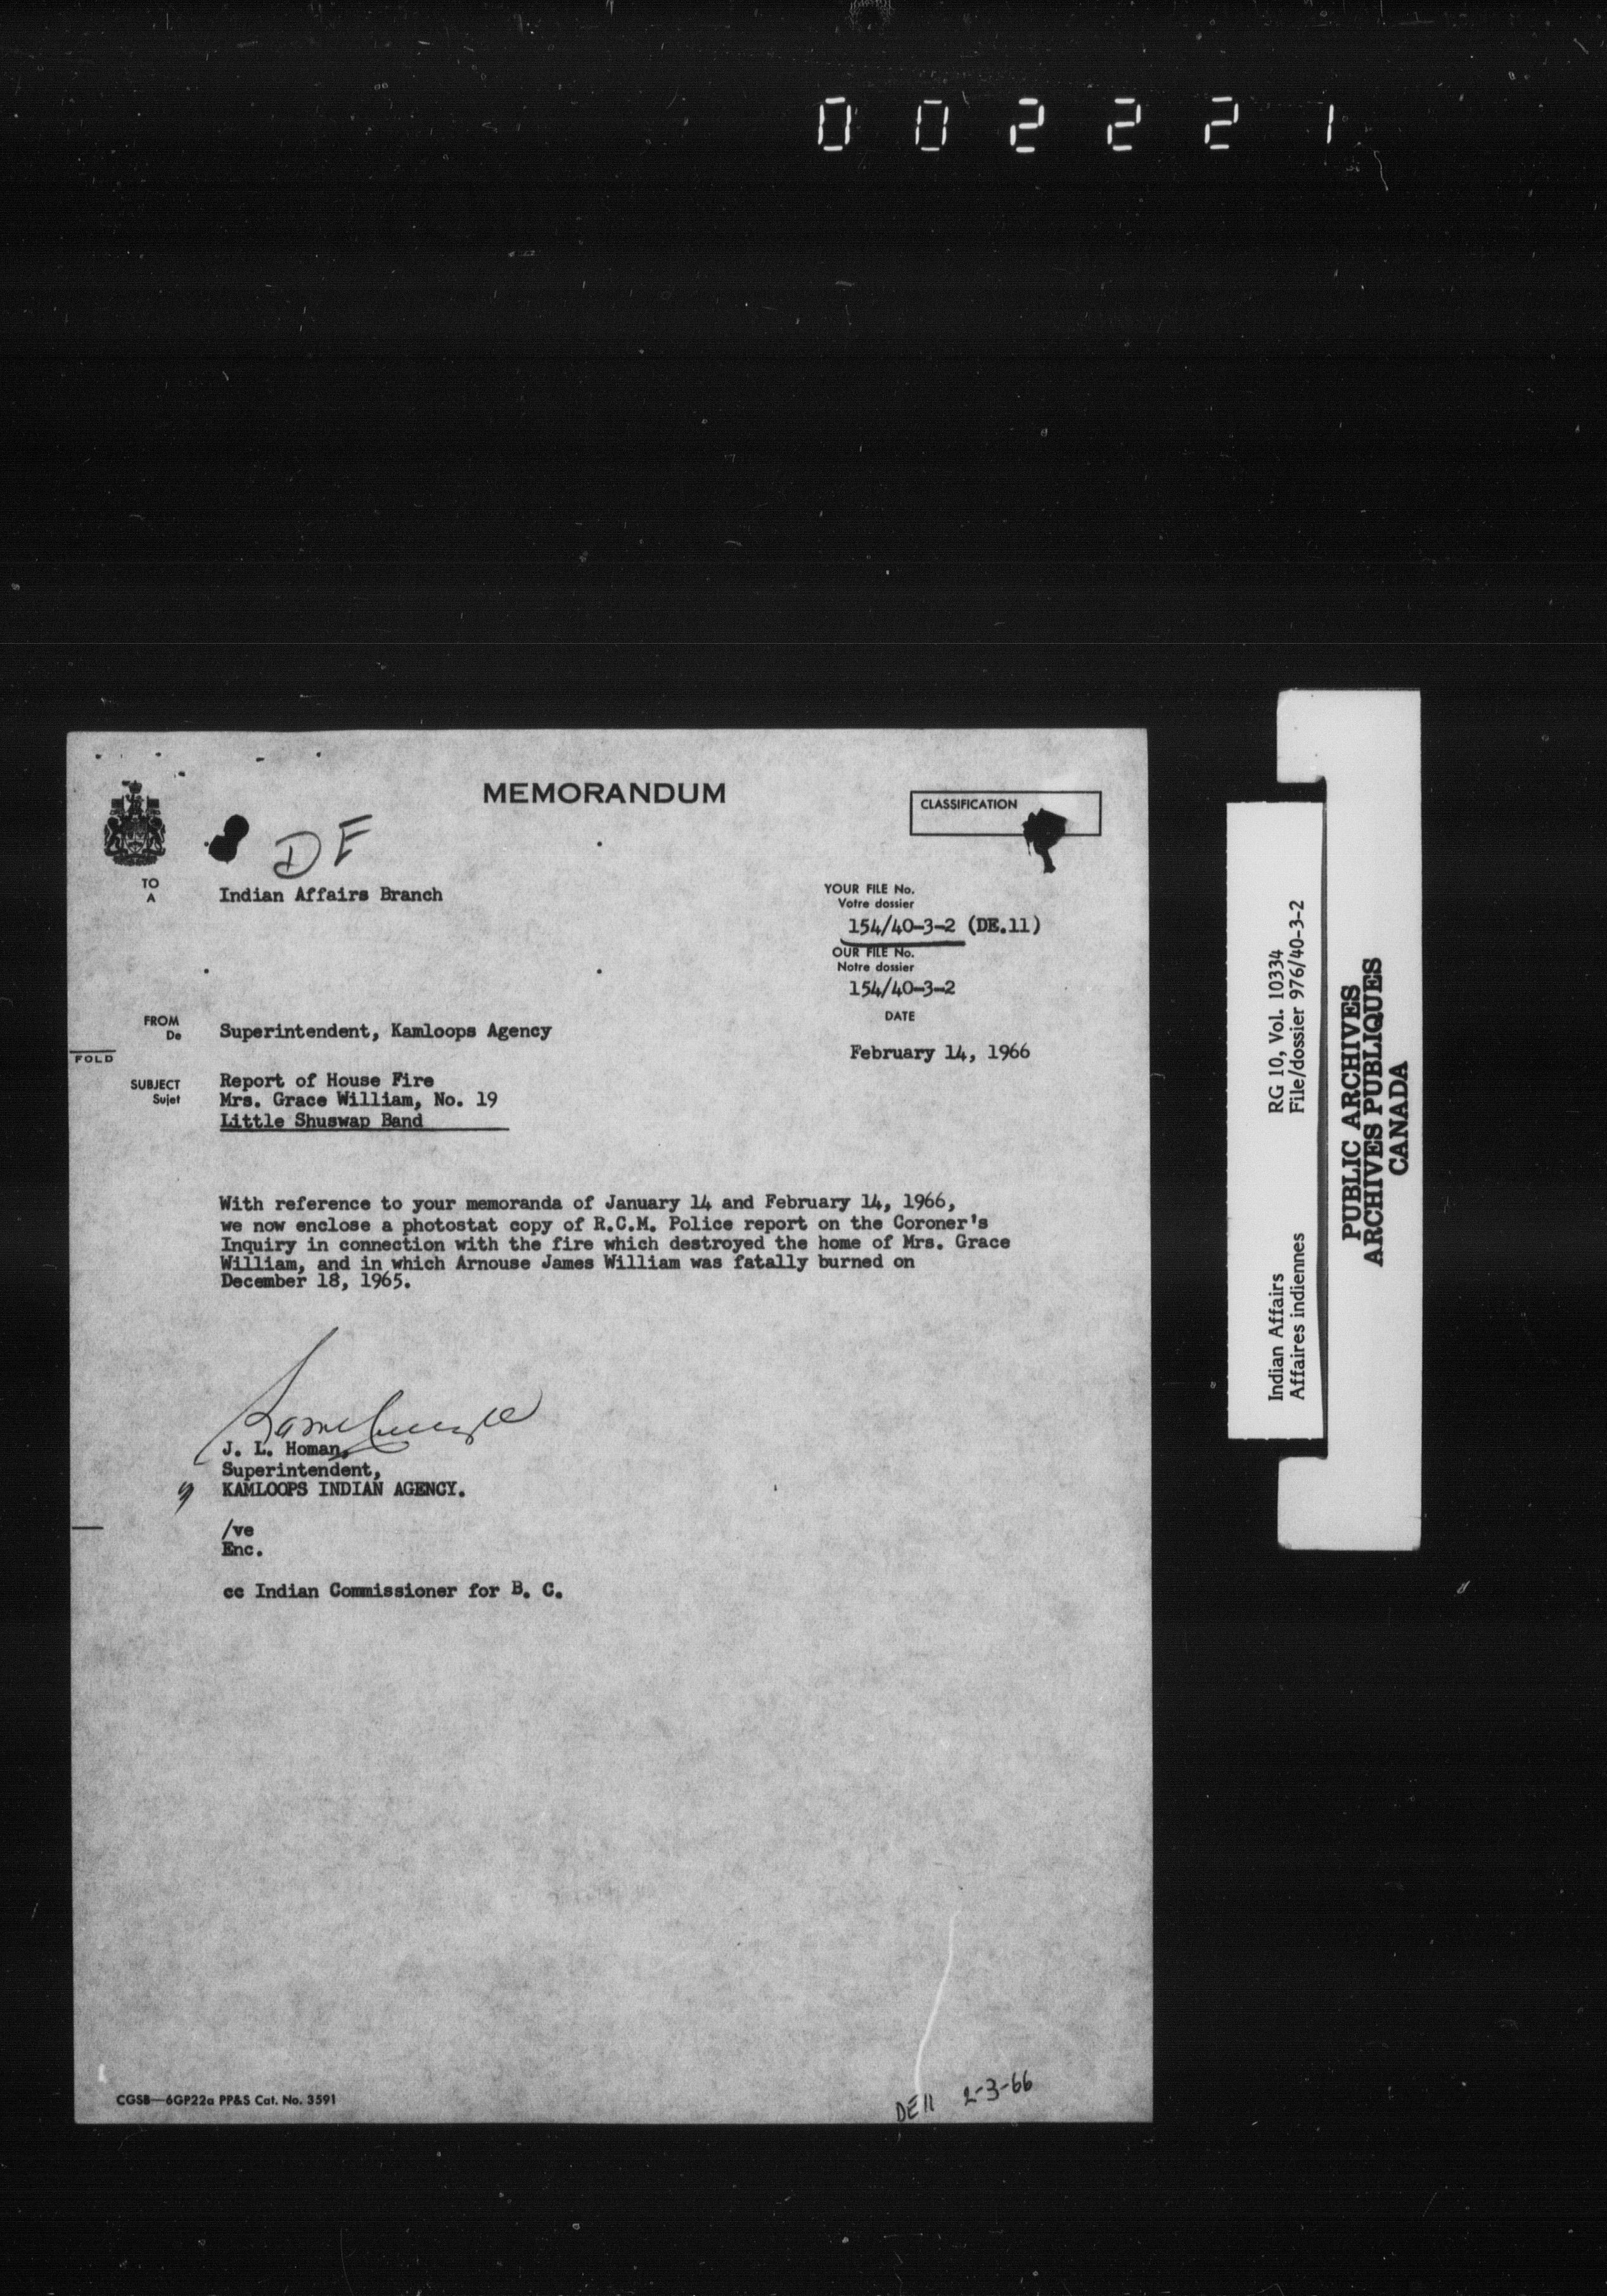 002221
MEMORANDUM
CLASSIFICATION
DE
TO
A
Indian Affairs Branch
YOUR FILE No.
Votre dossier
154/40-3-2 (DE.11)
OUR FILE No.
Notre dossier
154/40-3-2
DATE
February 14, 1966
FROM
De
Superintendent, Kamloops Agency
FOLD
SUBJECT
Sujet
Report of House Fire
Mrs. Grace William, No. 19
Little Shuswap Band
With reference to your memoranda of January 14 and February 14, 1966,
we now enclose a photostat copy of R.C.M. Police report on the Coroner's
Inquiry in connection with the fire which destroyed the home of Mrs. Grace
William, and in which Arnouse James William was fatally burned on
December 18, 1965.
J. L. Homan,
Superintendent,
KAMLOOPS INDIAN AGENCY.
/ve
Enc.
cc Indian Commissioner for B. C.
CGSB—6GP22a PP&S Cat. No. 3591
DE11 2-3-66
Indian Affairs RG 10, Vol. 10334
Affaires indiennes File/dossier 976/40-3-2
PUBLIC ARCHIVES
ARCHIVES PUBLIQUES
CANADA